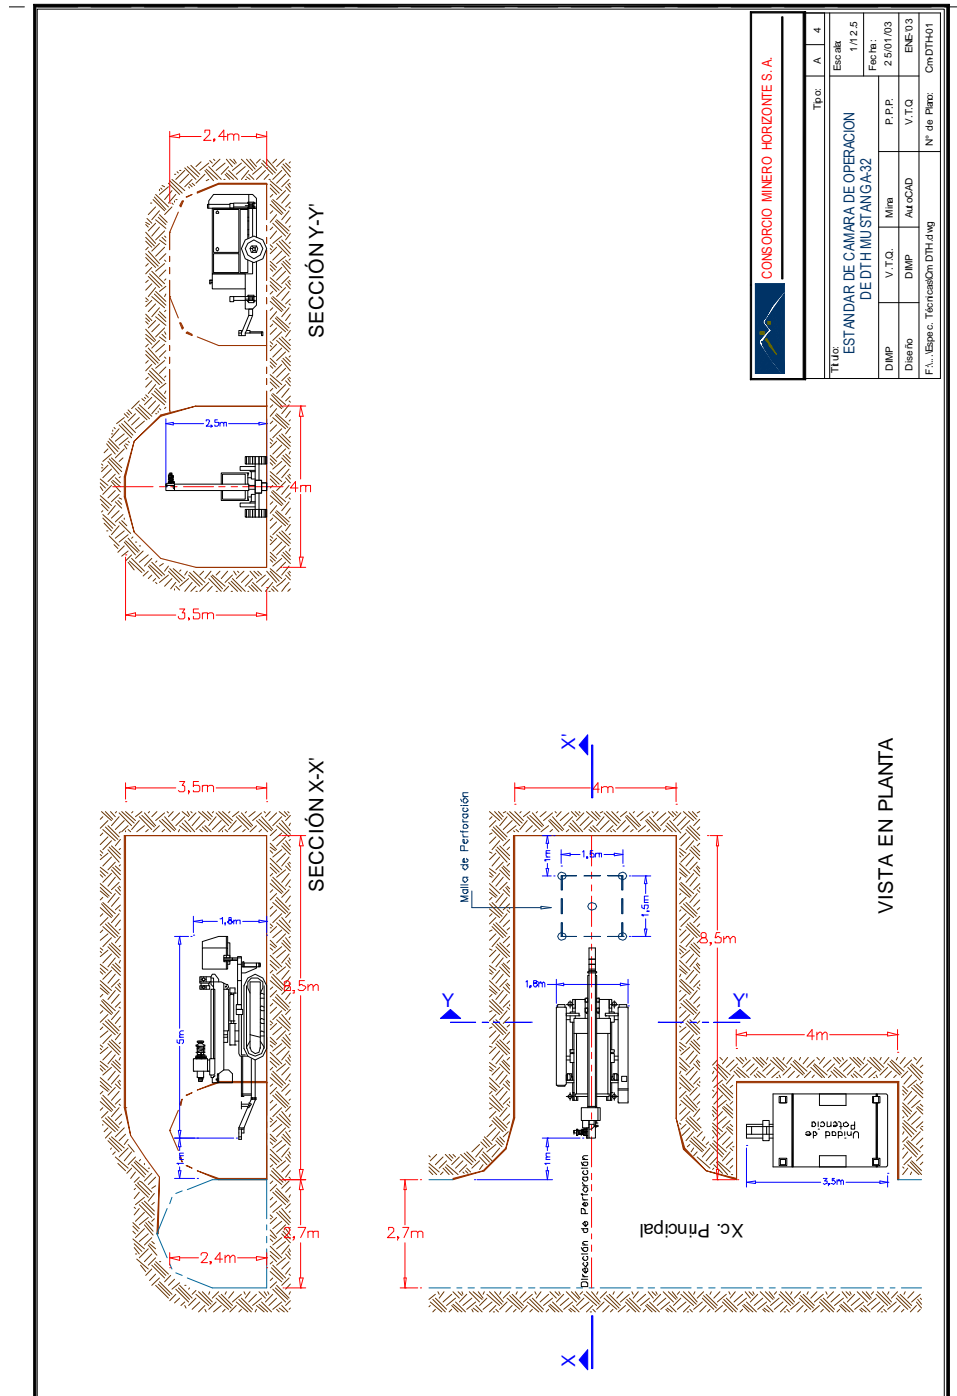 CONSORCIO MINERO HORIZONTE S. A.
Tipo: A 4
Título:
ESTANDAR DE CAMARA DE OPERACION
DE DTH MUSTANG A-32
Escala:
1/12.5
Fecha:
25/01/03
DIMP V.T.Q. Mina P.P.P.
Diseño DIMP AutoCAD V.T.Q ENE-'03
F:\...\Espec. Técnicas\Cm DTH.dwg N° de Plano: Cm-DTH-01
2,4m
SECCIÓN Y-Y'
2,5m
4m
3,5m
3,5m
SECCIÓN X-X'
1,8m
8,5m
5m
1m
2,7m
2,4m
X'
4m
Malla de Perforación
1m
1,5m
1,5m
VISTA EN PLANTA
8,5m
1,8m
Y
Y'
4m
Unidad de
Potencia
3,5m
1m
Dirección de Perforación
2,7m
Xc. Principal
X